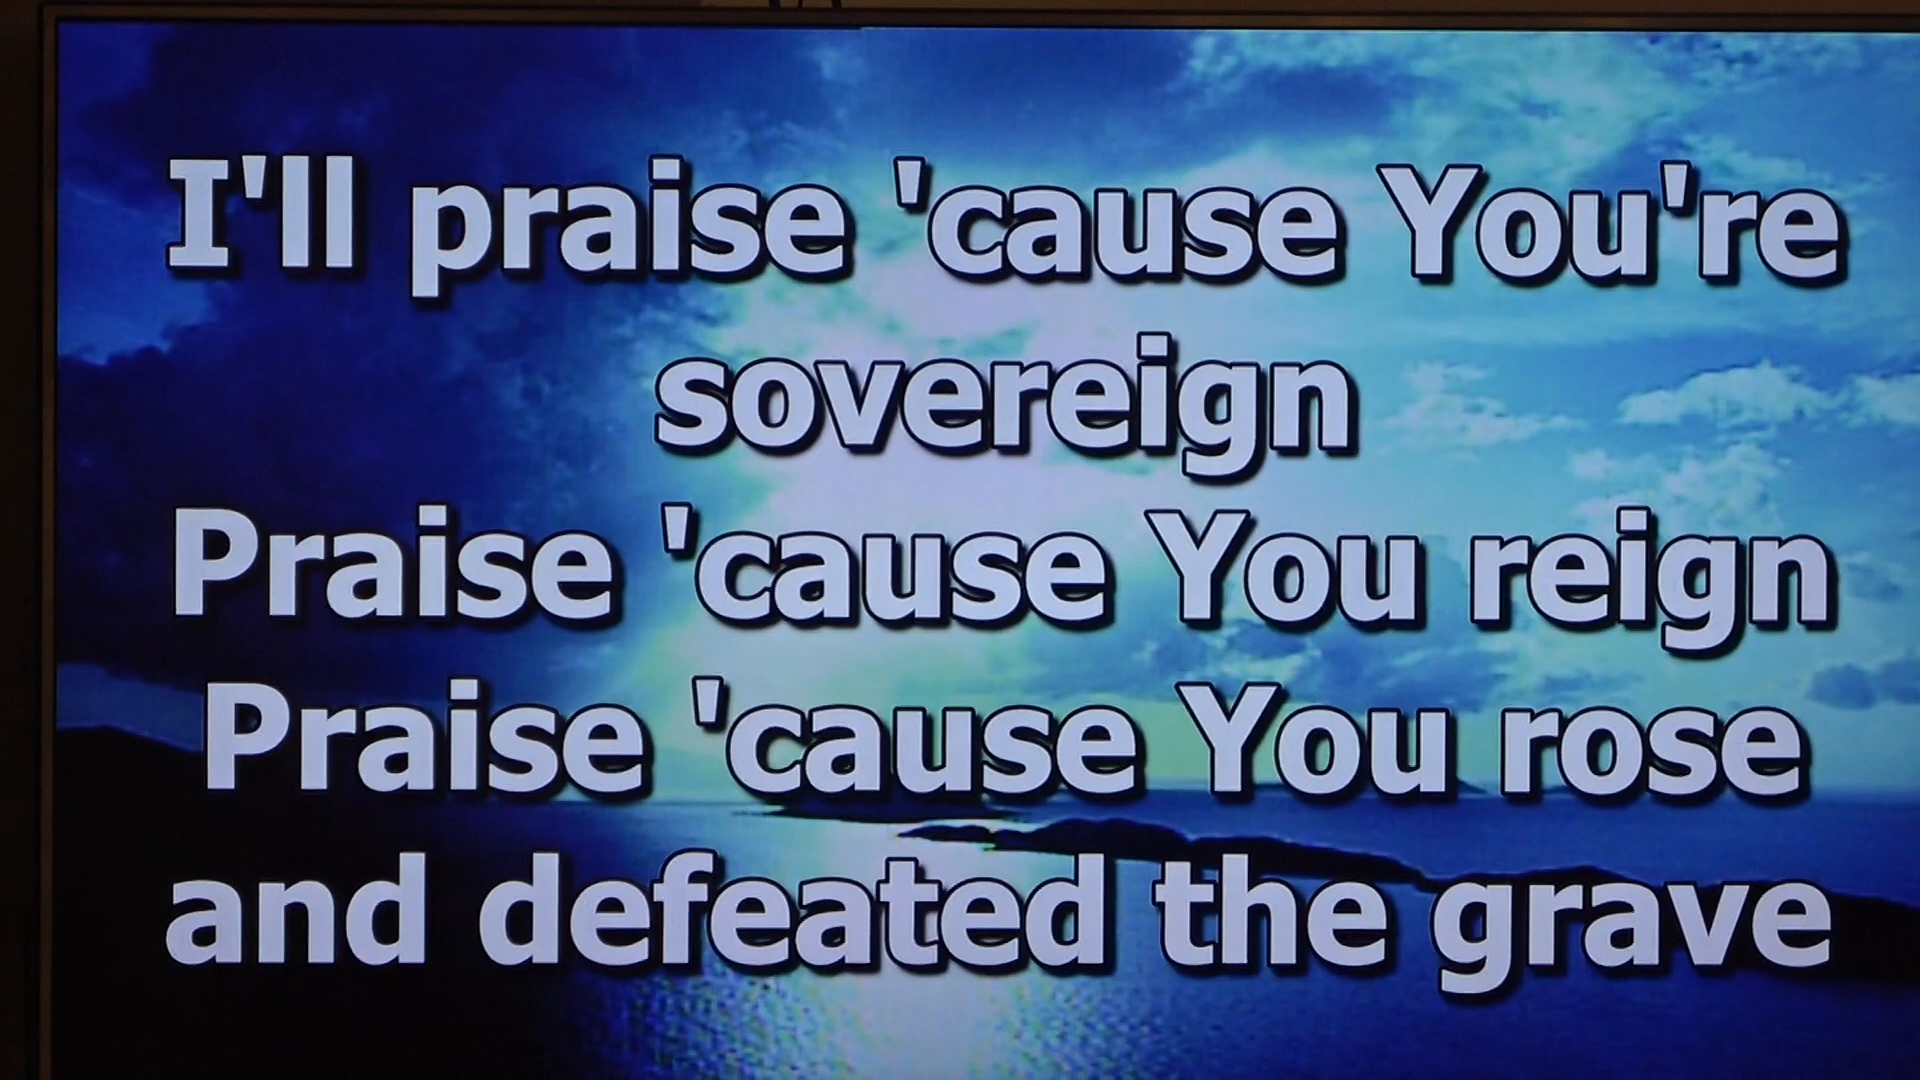 I'll praise 'cause You're
sovereign
Praise 'cause You reign
Praise 'cause You rose
and defeated the grave